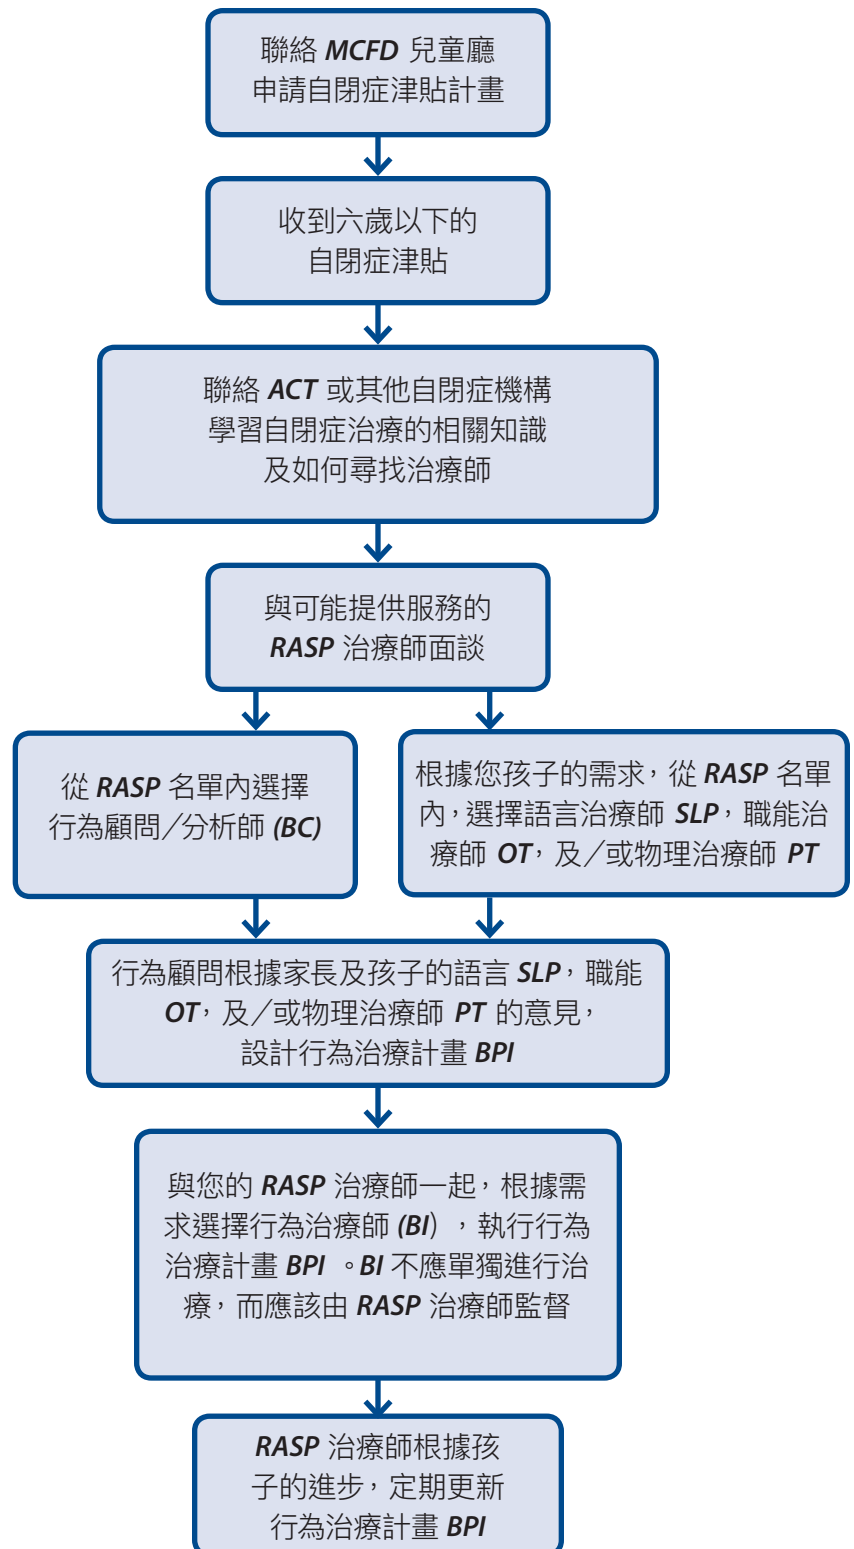 聯絡 MCFD 兒童廳
申請自閉症津貼計畫
收到六歲以下的
自閉症津貼
聯絡 ACT 或其他自閉症機構
學習自閉症治療的相關知識
及如何尋找治療師
與可能提供服務的
RASP 治療師面談
從 RASP 名單內選擇
行為顧問／分析師 (BC)
根據您孩子的需求，從 RASP 名單
內，選擇語言治療師 SLP，職能治
療師 OT，及／或物理治療師 PT
行為顧問根據家長及孩子的語言 SLP，職能
OT，及／或物理治療師 PT 的意見，
設計行為治療計畫 BPI
與您的 RASP 治療師一起，根據需
求選擇行為治療師 (BI），執行行為
治療計畫 BPI 。BI 不應單獨進行治
療，而應該由 RASP 治療師監督
RASP 治療師根據孩
子的進步，定期更新
行為治療計畫 BPI